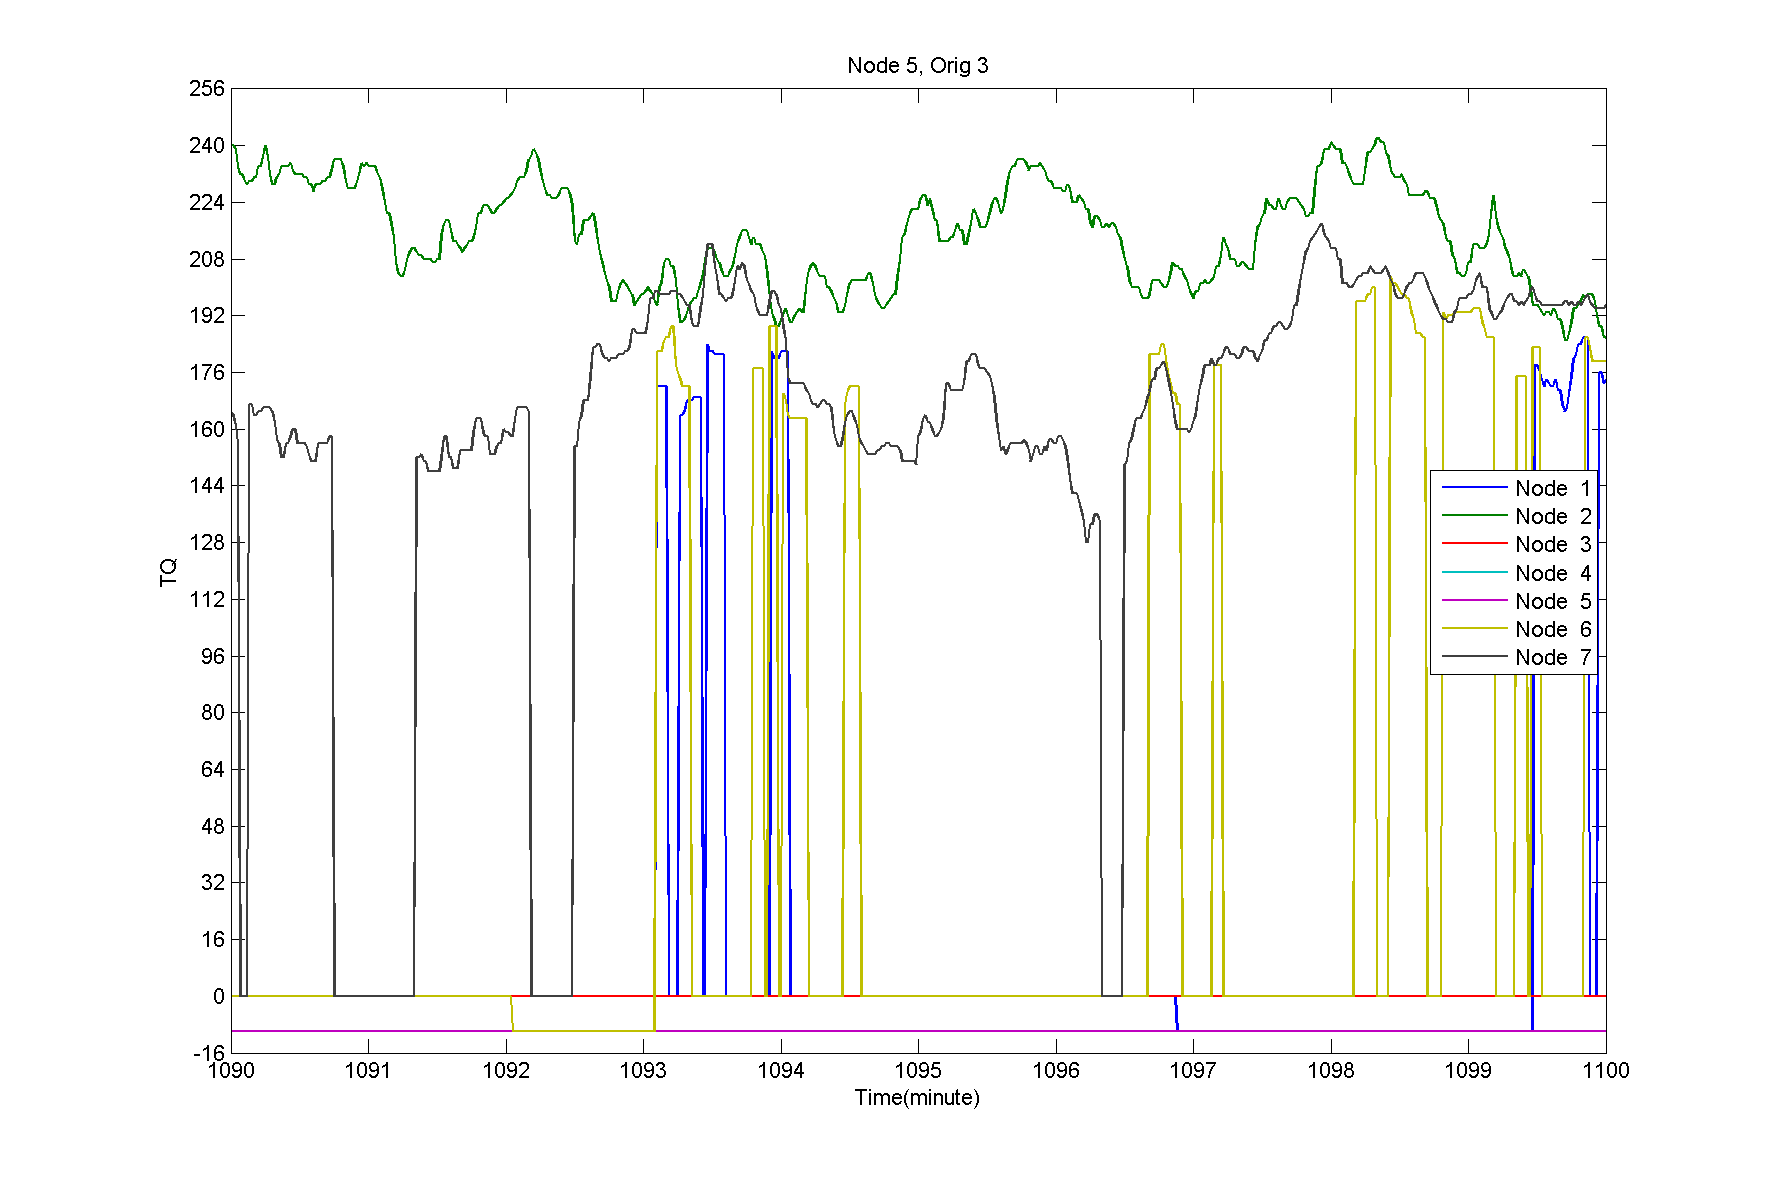 Node 5, Orig 3
256
240
224
208
192
176
160
144
128
112
96
80
64
48
32
16
0
-16
TQ
Node 1
Node 2
Node 3
Node 4
Node 5
Node 6
Node 7
1090 1091 1092 1093 1094 1095 1096 1097 1098 1099 1100
Time(minute)